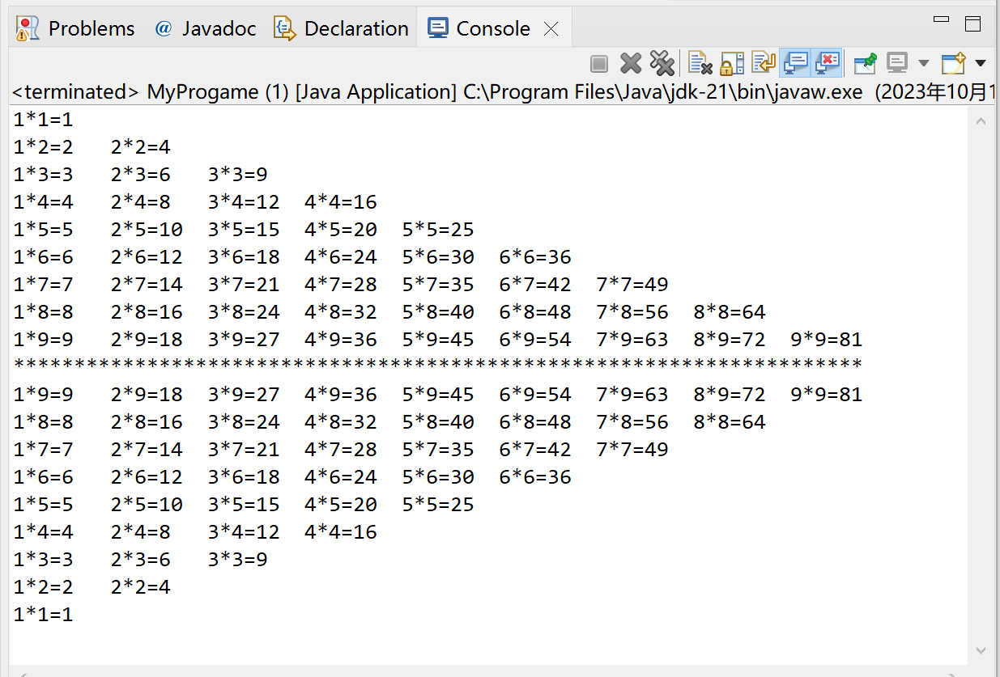 Problems @ Javadoc Declaration Console
<terminated> MyProgame (1) [Java Application] C:\Program Files\Java\jdk-21\bin\javaw.exe (2023年10月1
1*1=1
1*2=2 2*2=4
1*3=3 2*3=6 3*3=9
1*4=4 2*4=8 3*4=12 4*4=16
1*5=5 2*5=10 3*5=15 4*5=20 5*5=25
1*6=6 2*6=12 3*6=18 4*6=24 5*6=30 6*6=36
1*7=7 2*7=14 3*7=21 4*7=28 5*7=35 6*7=42 7*7=49
1*8=8 2*8=16 3*8=24 4*8=32 5*8=40 6*8=48 7*8=56 8*8=64
1*9=9 2*9=18 3*9=27 4*9=36 5*9=45 6*9=54 7*9=63 8*9=72 9*9=81
**********************************************************************
1*9=9 2*9=18 3*9=27 4*9=36 5*9=45 6*9=54 7*9=63 8*9=72 9*9=81
1*8=8 2*8=16 3*8=24 4*8=32 5*8=40 6*8=48 7*8=56 8*8=64
1*7=7 2*7=14 3*7=21 4*7=28 5*7=35 6*7=42 7*7=49
1*6=6 2*6=12 3*6=18 4*6=24 5*6=30 6*6=36
1*5=5 2*5=10 3*5=15 4*5=20 5*5=25
1*4=4 2*4=8 3*4=12 4*4=16
1*3=3 2*3=6 3*3=9
1*2=2 2*2=4
1*1=1